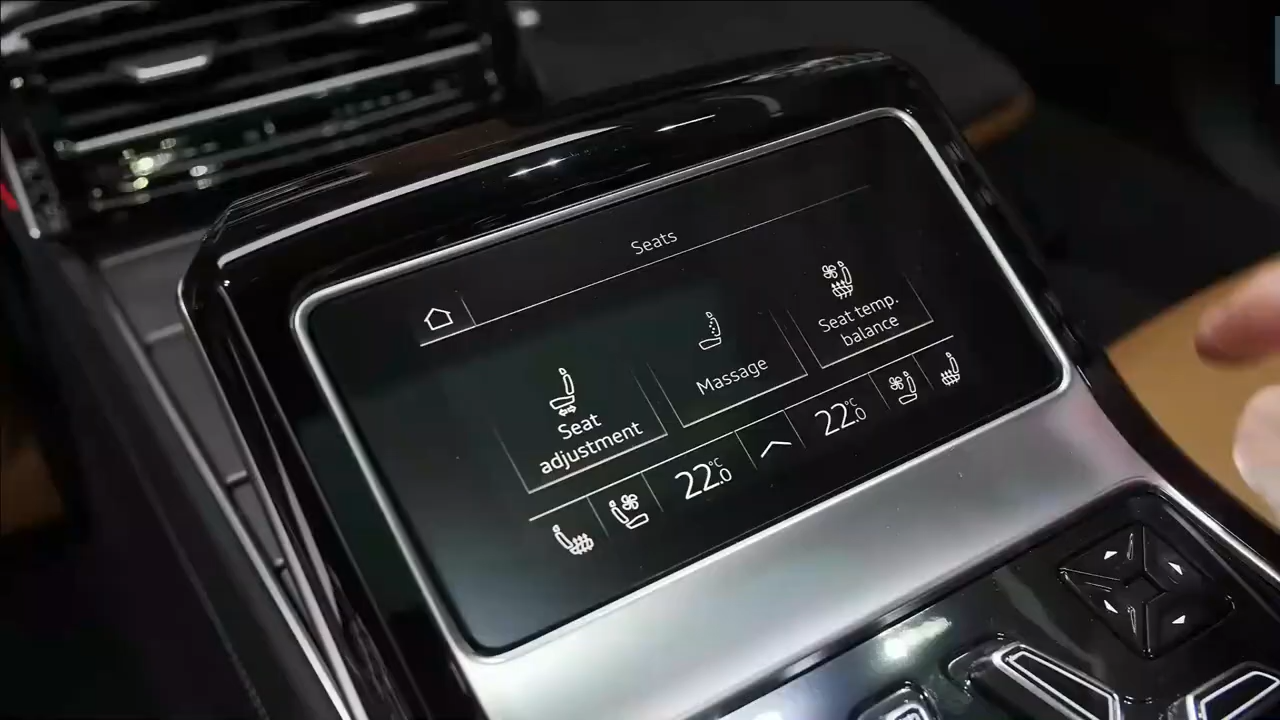 Seats
Seat
adjustment
Massage
Seat temp.
balance
22.0 °C
22.0 °C